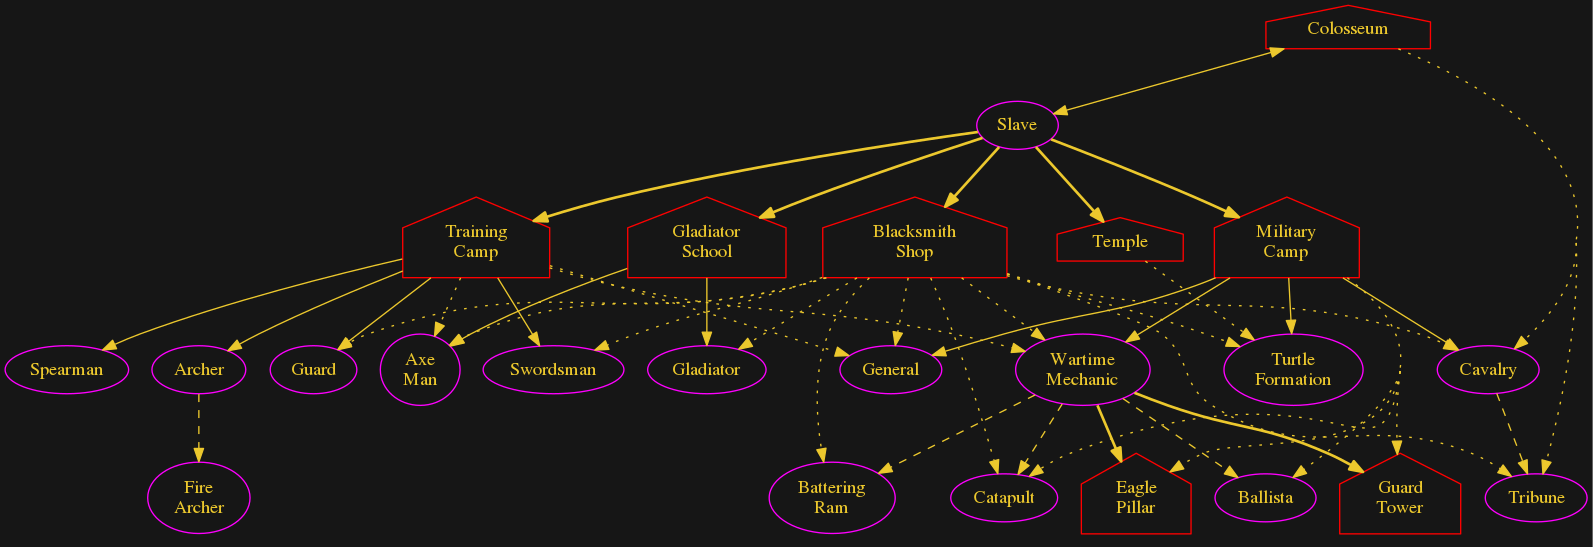 Colosseum
Slave
Training
Camp
Gladiator
School
Blacksmith
Shop
Temple
Military
Camp
Spearman
Archer
Guard
Axe
Man
Swordsman
Gladiator
General
Wartime
Mechanic
Turtle
Formation
Cavalry
Fire
Archer
Battering
Ram
Catapult
Eagle
Pillar
Ballista
Guard
Tower
Tribune